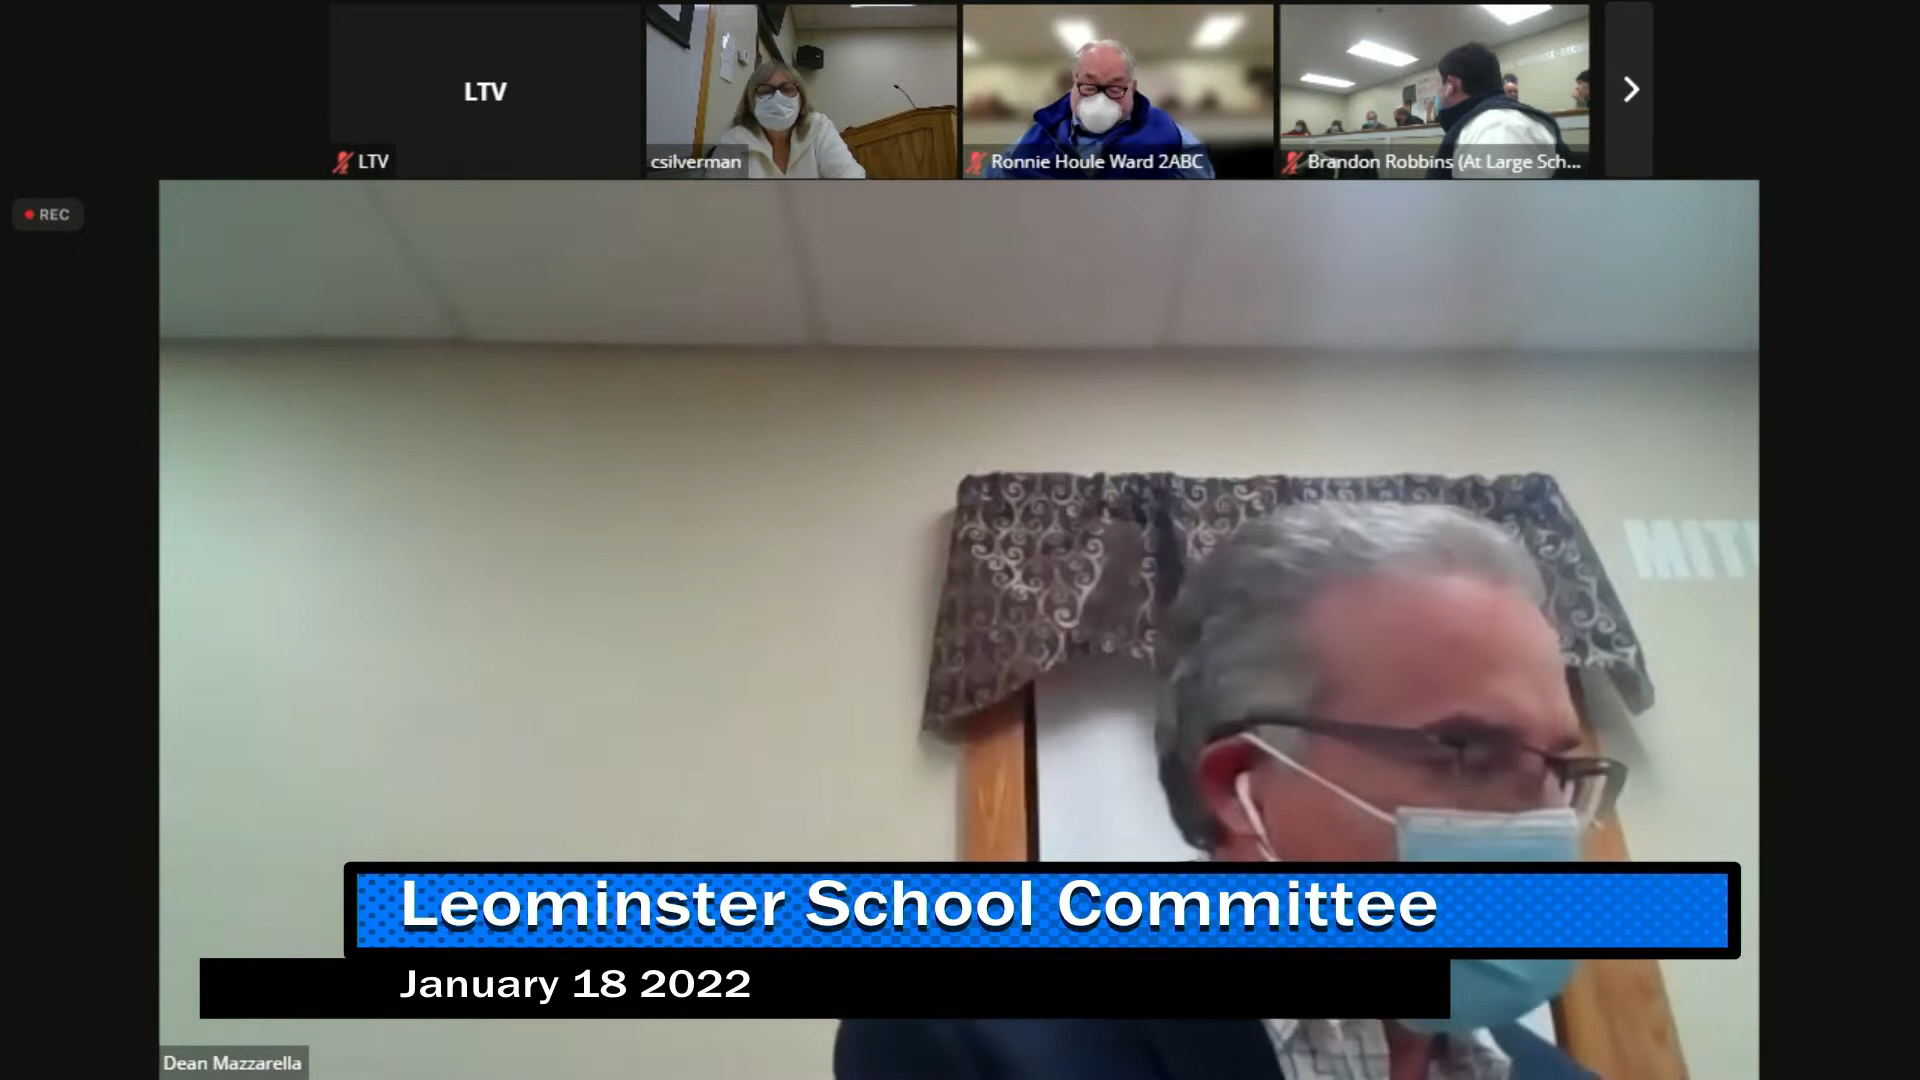 LTV
LTV
csilverman
Ronnie Houle Ward 2ABC
Brandon Robbins (At Large Sch...
REC
MIT
Leominster School Committee
January 18 2022
Dean Mazzarella